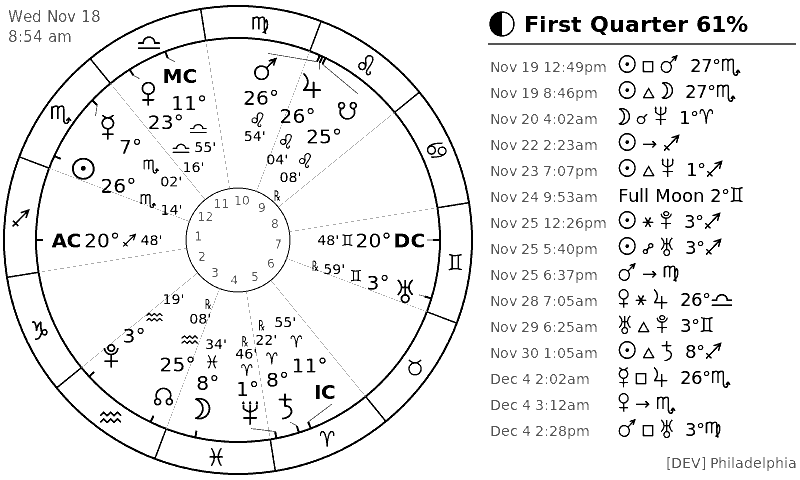 Wed Nov 18
8:54 am
First Quarter 61%
Nov 19 12:49pm ☉ □ ♂ 27°♏
Nov 19 8:46pm ☉ △ ☽ 27°♏
Nov 20 4:02am ☽ ☌ ♆ 1°♈
Nov 22 2:23am ☉ → ♐
Nov 23 7:07pm ☉ △ ♆ 1°♐
Nov 24 9:53am Full Moon 2°♊
Nov 25 12:26pm ☉ ⚹ ♇ 3°♐
Nov 25 5:40pm ☉ ☍ ♅ 3°♐
Nov 25 6:37pm ♂ → ♍
Nov 28 7:05am ♀ ⚹ ♃ 26°♎
Nov 29 6:25am ♅ △ ♇ 3°♊
Nov 30 1:05am ☉ △ ♄ 8°♐
Dec 4 2:02am ☿ □ ♃ 26°♏
Dec 4 3:12am ♀ → ♏
Dec 4 2:28pm ♂ □ ♅ 3°♍
[DEV] Philadelphia
MC 11° ♎ 55'
♀ 23° ♎ 16'
☿ 7° ♏ 02'
☉ 26° ♏ 14'
AC 20° ♐ 48'
♇ 3° ♒ 19'
☊ 25° ♒ 08' ℞
☽ 8° ♓ 34'
♆ 1° ♈ 46' ℞
♄ 8° ♈ 22' ℞
IC 11° ♈ 55'
♅ 3° ♊ 59' ℞
48' ♊ 20° DC
♂ 26° ♌ 54'
♃ 26° ♌ 04'
☋ 25° ♌ 08' ℞
♍
♌
♋
♊
♉
♈
♓
♒
♑
♐
♏
♎
1
2
3
4
5
6
7
8
9
10
11
12